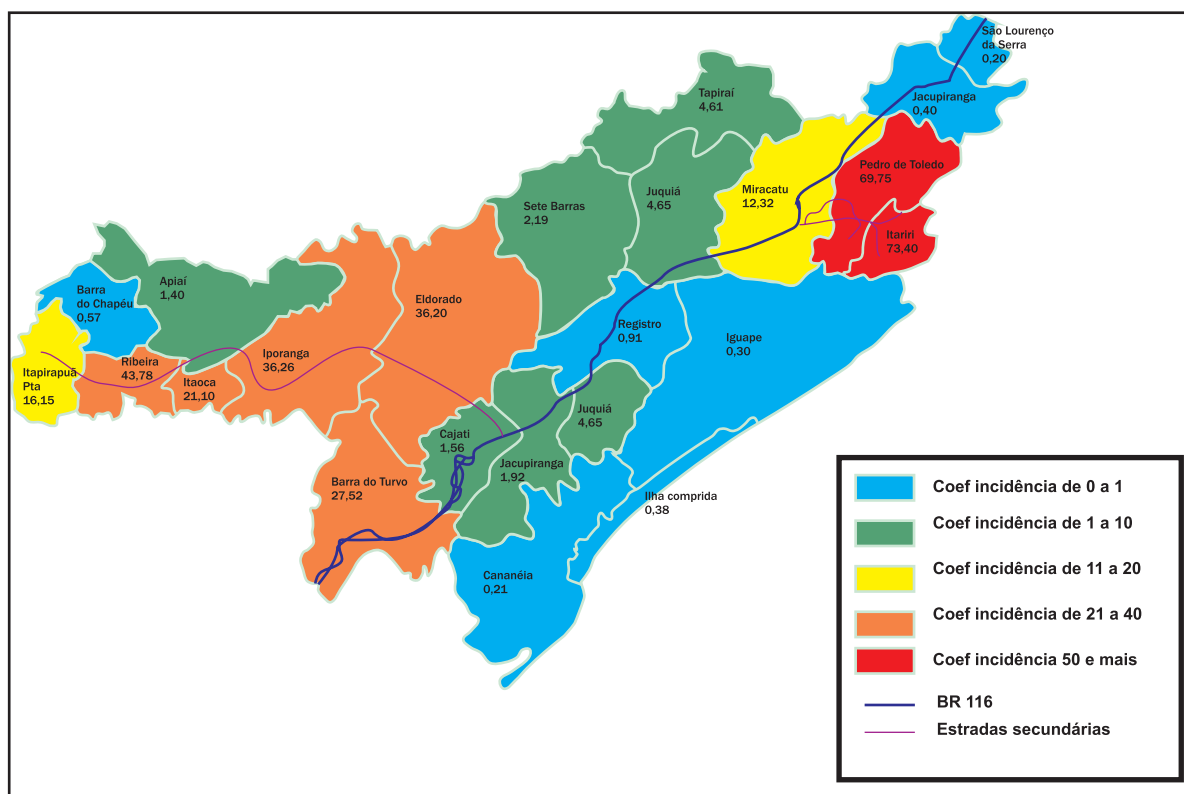 São Lourenço
da Serra
0,20
Jacupiranga
0,40
Tapiraí
4,61
Pedro de Toledo
69,75
Miracatu
12,32
Juquiá
4,65
Sete Barras
2,19
Itariri
73,40
Apiaí
1,40
Barra
do Chapéu
0,57
Eldorado
36,20
Registro
0,91
Iguape
0,30
Iporanga
36,26
Ribeira
43,78
Itaoca
21,10
Itapirapuã
Pta
16,15
Juquiá
4,65
Cajati
1,56
Jacupiranga
1,92
Barra do Turvo
27,52
Ilha comprida
0,38
Cananéia
0,21
Coef incidência de 0 a 1
Coef incidência de 1 a 10
Coef incidência de 11 a 20
Coef incidência de 21 a 40
Coef incidência 50 e mais
BR 116
Estradas secundárias